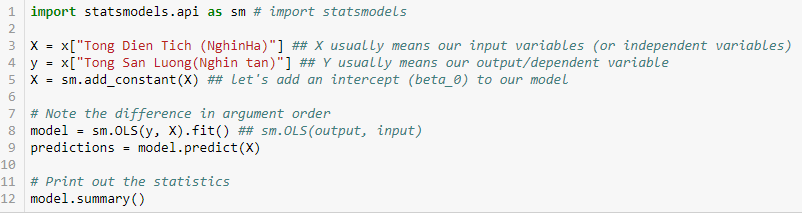 1 import statsmodels.api as sm # import statsmodels
2
3 X = x["Tong Dien Tich (NghinHa)"] ## X usually means our input variables (or independent variables)
4 y = x["Tong San Luong(Nghin tan)"] ## Y usually means our output/dependent variable
5 X = sm.add_constant(X) ## let's add an intercept (beta_0) to our model
6
7 # Note the difference in argument order
8 model = sm.OLS(y, X).fit() ## sm.OLS(output, input)
9 predictions = model.predict(X)
10
11 # Print out the statistics
12 model.summary()